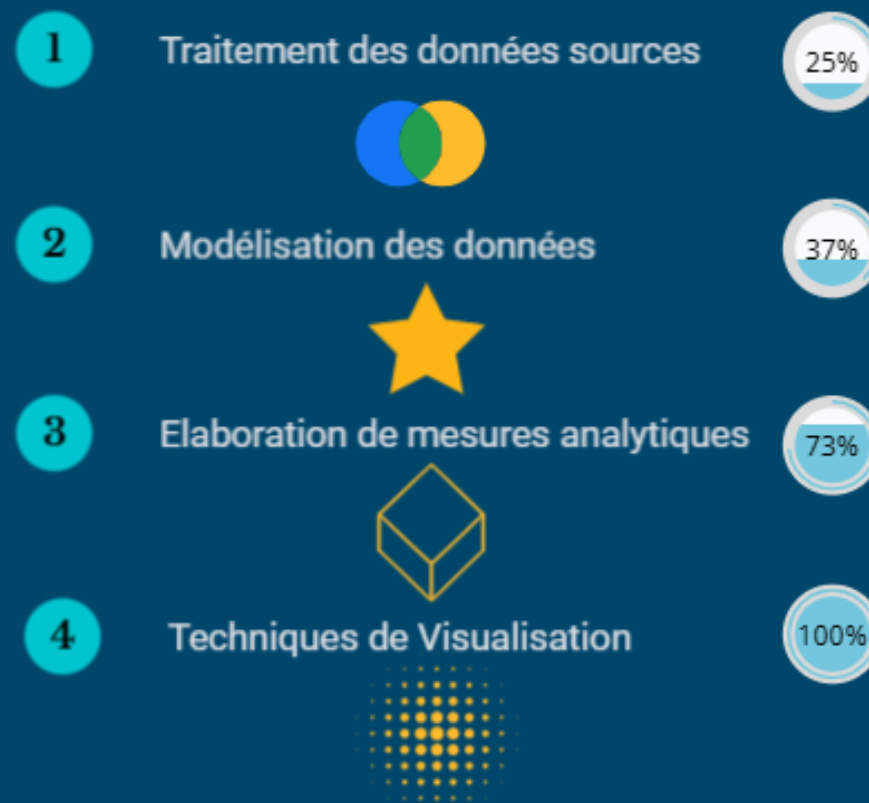 1 Traitement des données sources 25%
2 Modélisation des données 37%
3 Elaboration de mesures analytiques 73%
4 Techniques de Visualisation 100%